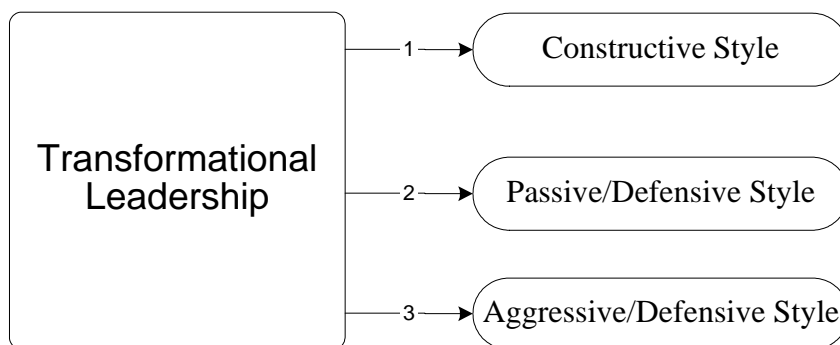 Transformational
Leadership
1
Constructive Style
2
Passive/Defensive Style
3
Aggressive/Defensive Style